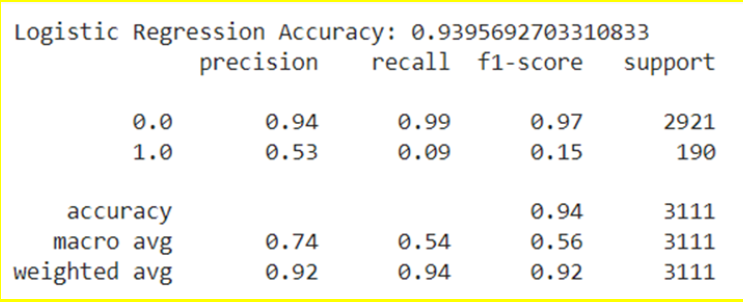 Logistic Regression Accuracy: 0.9395692703310833
precision recall f1-score support
0.0 0.94 0.99 0.97 2921
1.0 0.53 0.09 0.15 190
accuracy 0.94 3111
macro avg 0.74 0.54 0.56 3111
weighted avg 0.92 0.94 0.92 3111